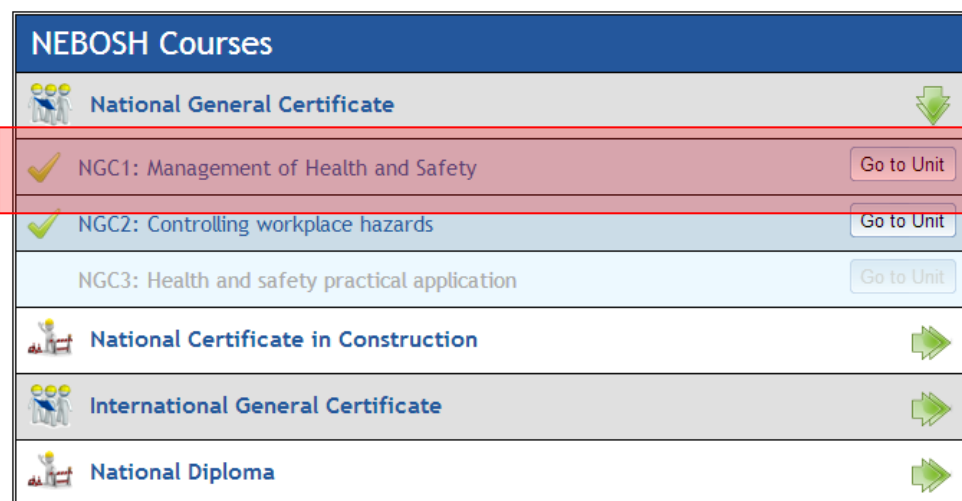 NEBOSH Courses
National General Certificate
NGC1: Management of Health and Safety Go to Unit
NGC2: Controlling workplace hazards Go to Unit
NGC3: Health and safety practical application Go to Unit
National Certificate in Construction
International General Certificate
National Diploma